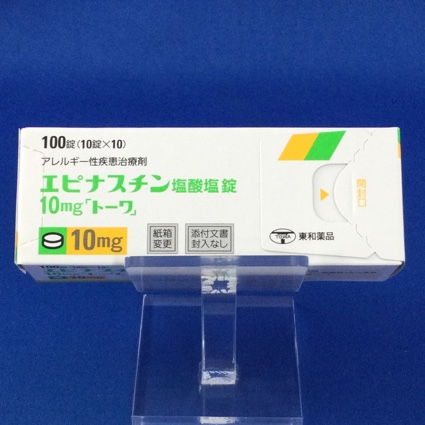 100錠(10錠×10)
アレルギー性疾患治療剤
エピナスチン塩酸塩錠
10mg「トーワ」
10mg
紙箱
変更
添付文書
封入なし
開封口
東和薬品